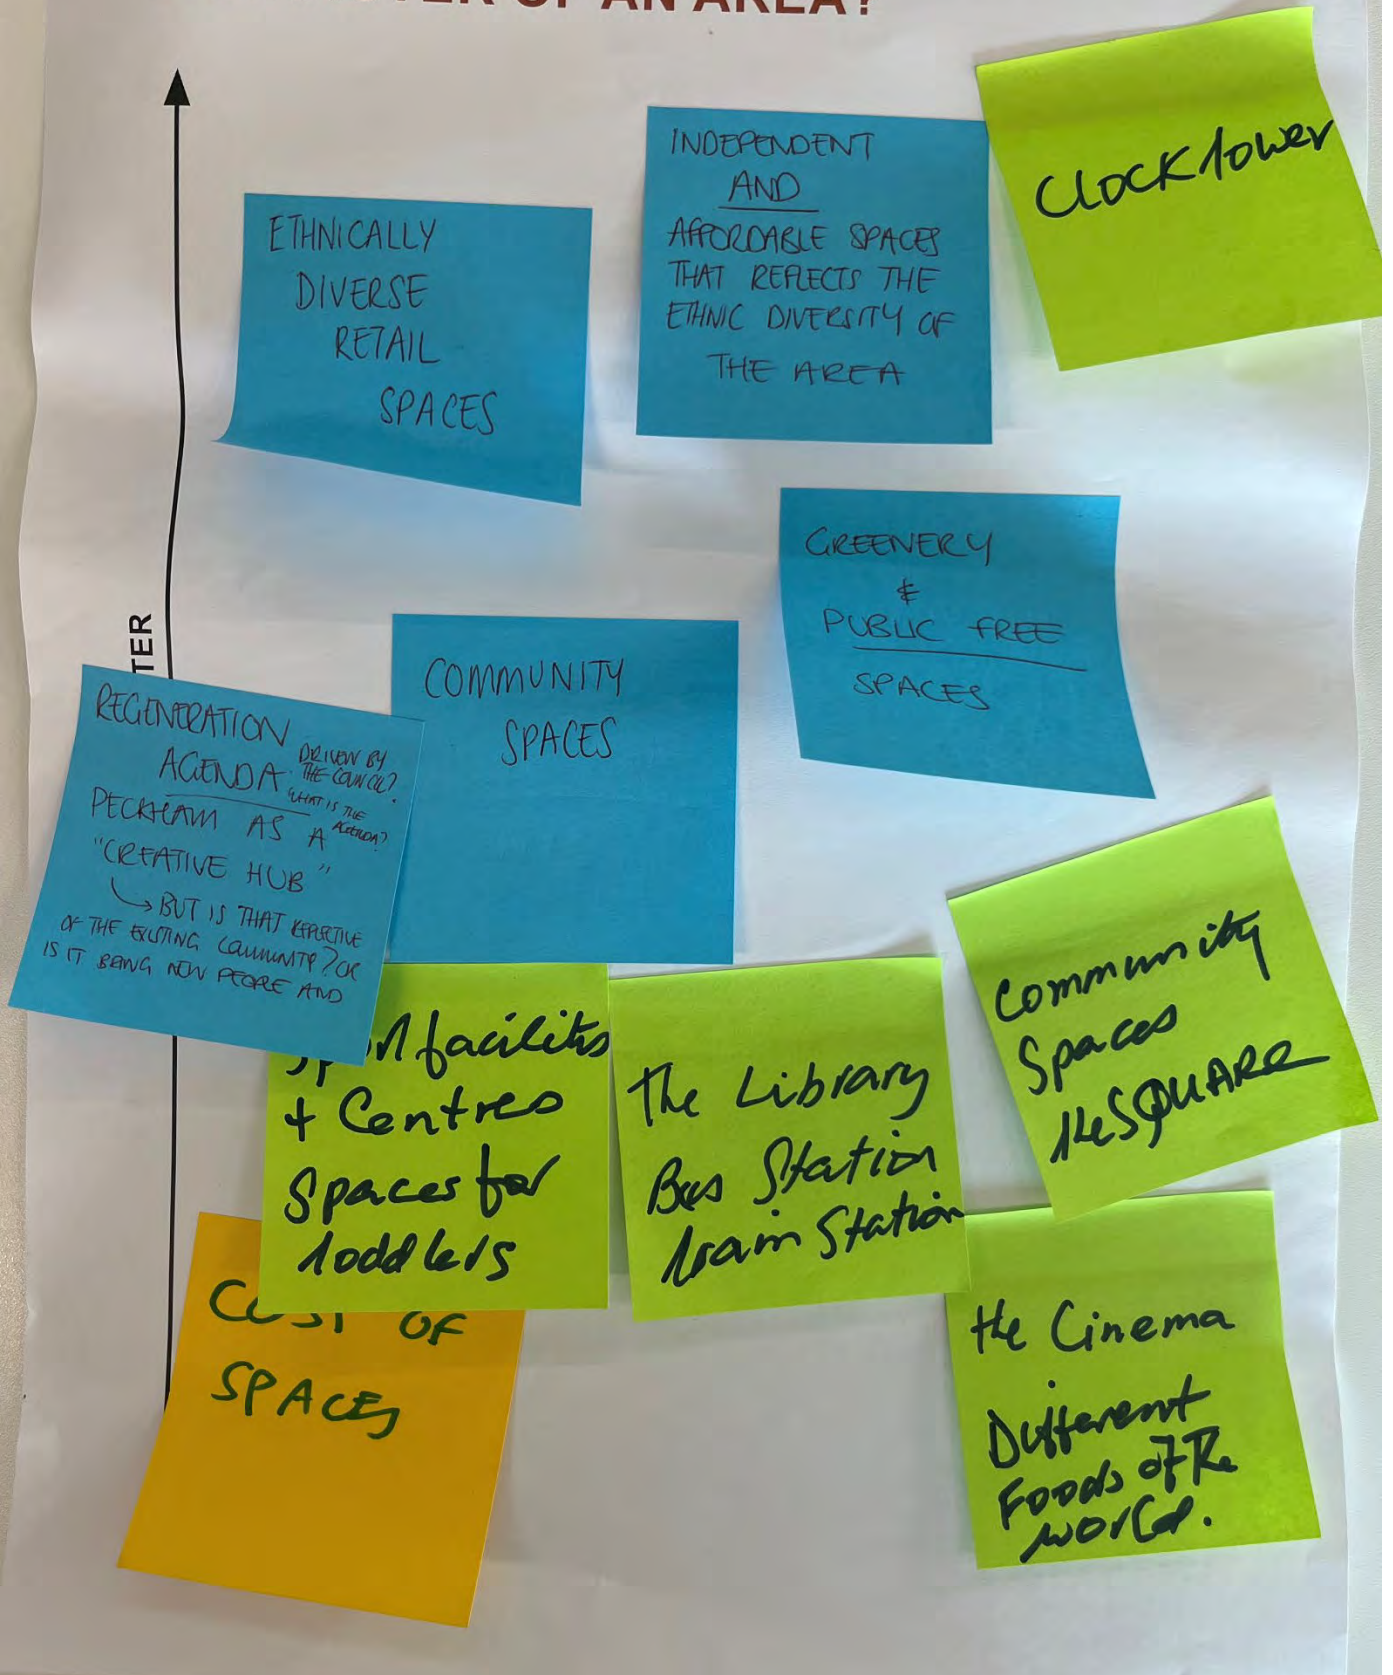 AN AREA?
CLOCK tower
INDEPENDENT
AND
AFFORDABLE SPACES
THAT REFLECTS THE
ETHNIC DIVERSITY OF
THE AREA
ETHNICALLY
DIVERSE
RETAIL
SPACES
GREENERY
&
PUBLIC FREE
SPACES
TER
COMMUNITY
SPACES
REGENERATION
AGENDA
DRIVEN BY
THE COUNCIL?
WHAT IS THE
AGENDA?
PECKHAM AS A
"CREATIVE HUB"
BUT IS THAT REFLECTIVE
OF THE EXISTING COMMUNITY? OR
IS IT BEING NEW PEOPLE AND
Community
Spaces
the SQUARE
facilitis
+ Centres
Spaces for
toddlers
The Library
Bus Station
train Station
COST OF
SPACES
the Cinema
Different
Foods of the
world.